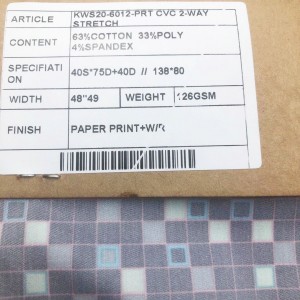 ARTICLE KWS20-6012-PRT CVC 2-WAY STRETCH
CONTENT 63%COTTON 33%POLY
4%SPANDEX
SPECIFIATI
ON 40S*75D+40D // 138*80
WIDTH 48"49 WEIGHT 126GSM
FINISH PAPER PRINT+W/R